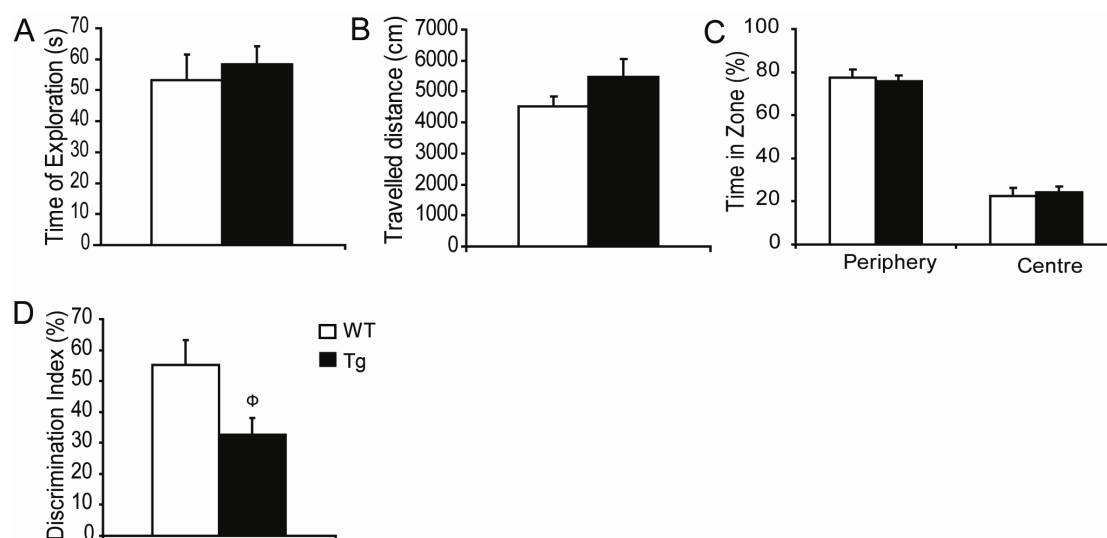 A
Time of Exploration (s)
70
60
50
40
30
20
10
0
B
Travelled distance (cm)
7000
6000
5000
4000
3000
2000
1000
0
C
Time in Zone (%)
100
80
60
40
20
0
Periphery
Centre
D
Discrimination Index (%)
70
60
50
40
30
20
10
0
Φ
WT
Tg